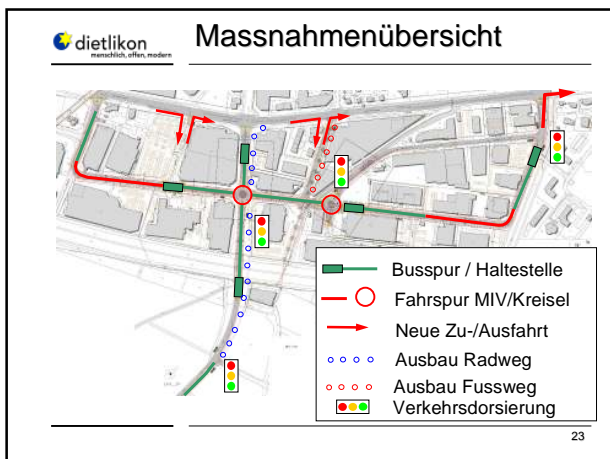 dietlikon
menschlich, offen, modern
Massnahmenübersicht
Busspur / Haltestelle
Fahrspur MIV/Kreisel
Neue Zu-/Ausfahrt
Ausbau Radweg
Ausbau Fussweg
Verkehrsdorsierung
23